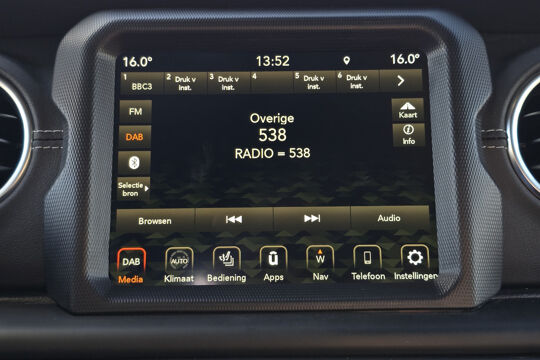 16.0° 13:52 16.0°
1 BBC3 2 Druk v inst. 3 Druk v inst. 4 5 Druk v inst. 6 Druk v inst.
FM
DAB
Selectie bron
Overige
538
RADIO = 538
Kaart
Info
Browsen Audio
DAB AUTO W
Media Klimaat Bediening Apps Nav Telefoon Instellingen